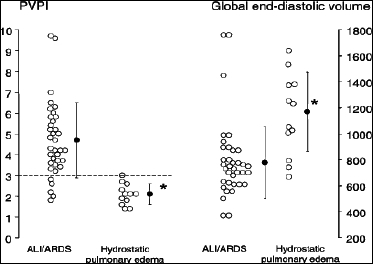 PVPI
Global end-diastolic volume
10
9
8
7
6
5
4
3
2
1
0
*
ALI/ARDS
Hydrostatic
pulmonary edema
1800
1600
1400
1200
1000
800
600
400
200
*
ALI/ARDS
Hydrostatic
pulmonary edema